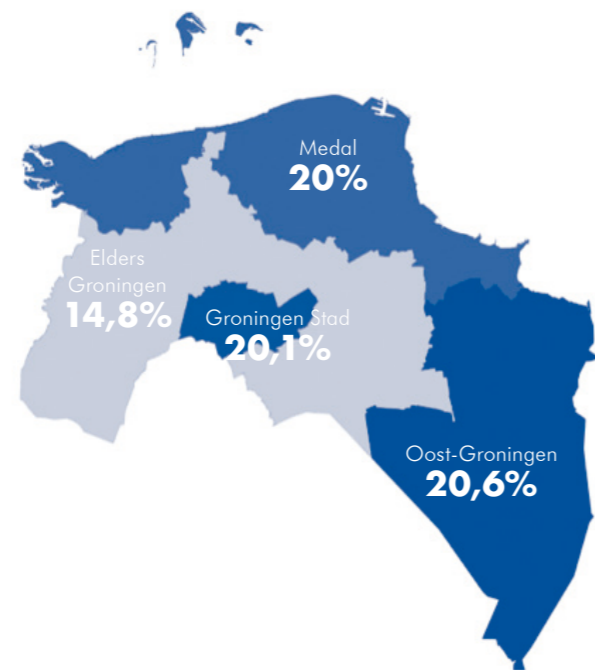 Medal
20%
Elders
Groningen
14,8%
Groningen Stad
20,1%
Oost-Groningen
20,6%